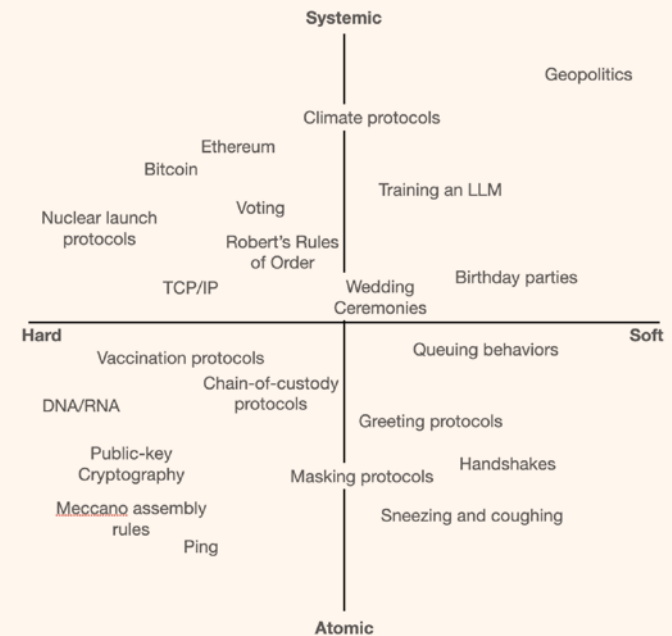 Systemic
Geopolitics
Climate protocols
Ethereum
Bitcoin
Training an LLM
Voting
Nuclear launch
protocols
Robert's Rules
of Order
Birthday parties
TCP/IP
Wedding
Ceremonies
Hard
Soft
Queuing behaviors
Vaccination protocols
Chain-of-custody
protocols
DNA/RNA
Greeting protocols
Public-key
Cryptography
Handshakes
Masking protocols
Meccano assembly
rules
Sneezing and coughing
Ping
Atomic